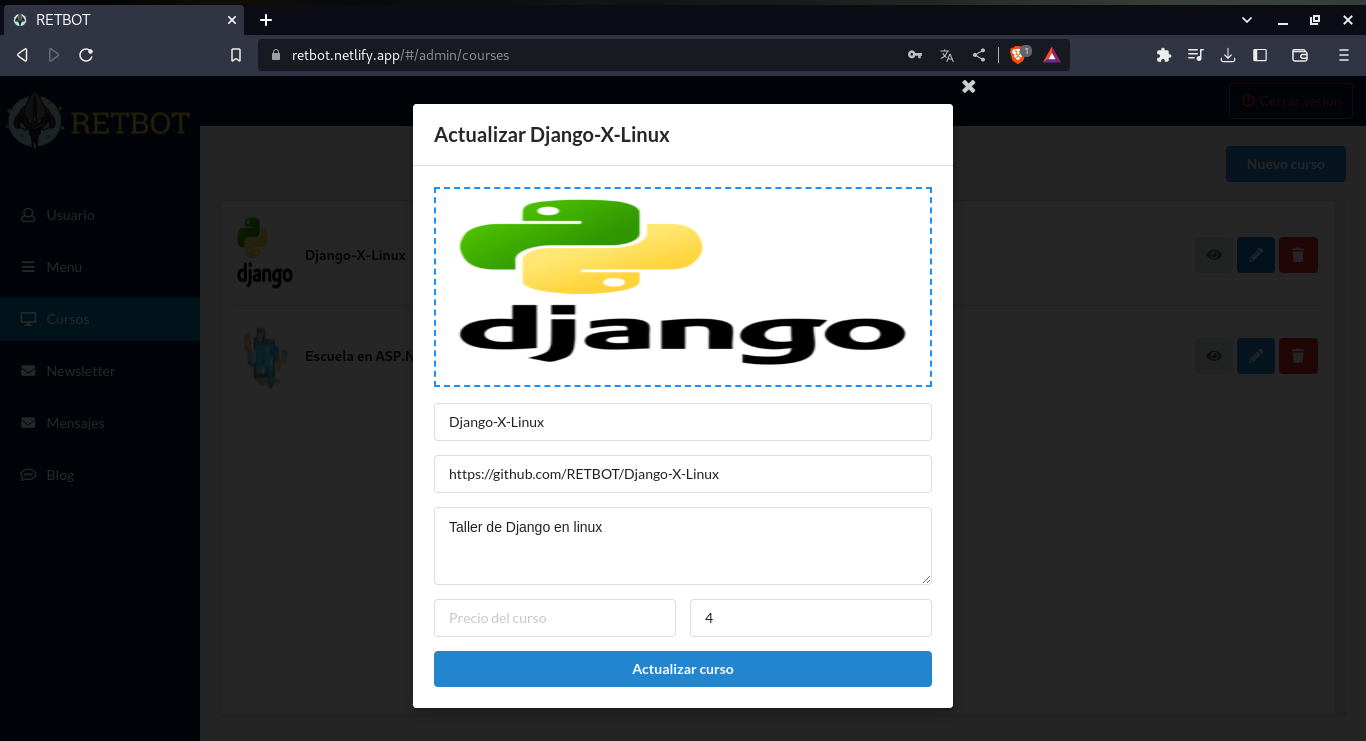 RETBOT
retbot.netlify.app/#/admin/courses
1
RETBOT
Cerrar sesión
Actualizar Django-X-Linux
Nuevo curso
Usuario
Menu
Cursos
Newsletter
Mensajes
Blog
django
Django-X-Linux
Escuela en ASP.N
django
Django-X-Linux
https://github.com/RETBOT/Django-X-Linux
Taller de Django en linux
Precio del curso
4
Actualizar curso